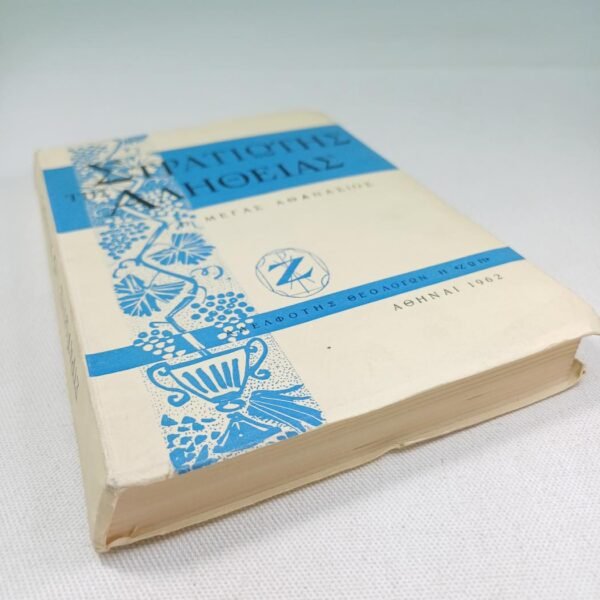 ΣΤΡΑΤΙΩΤΗΣ
ΤΗΣ ΑΛΗΘΕΙΑΣ
ΜΕΓΑΣ ΑΘΑΝΑΣΙΟΣ
Ζ
ΑΔΕΛΦΟΤΗΣ ΘΕΟΛΟΓΩΝ Η «ΖΩΗ»
ΑΘΗΝΑΙ 1962